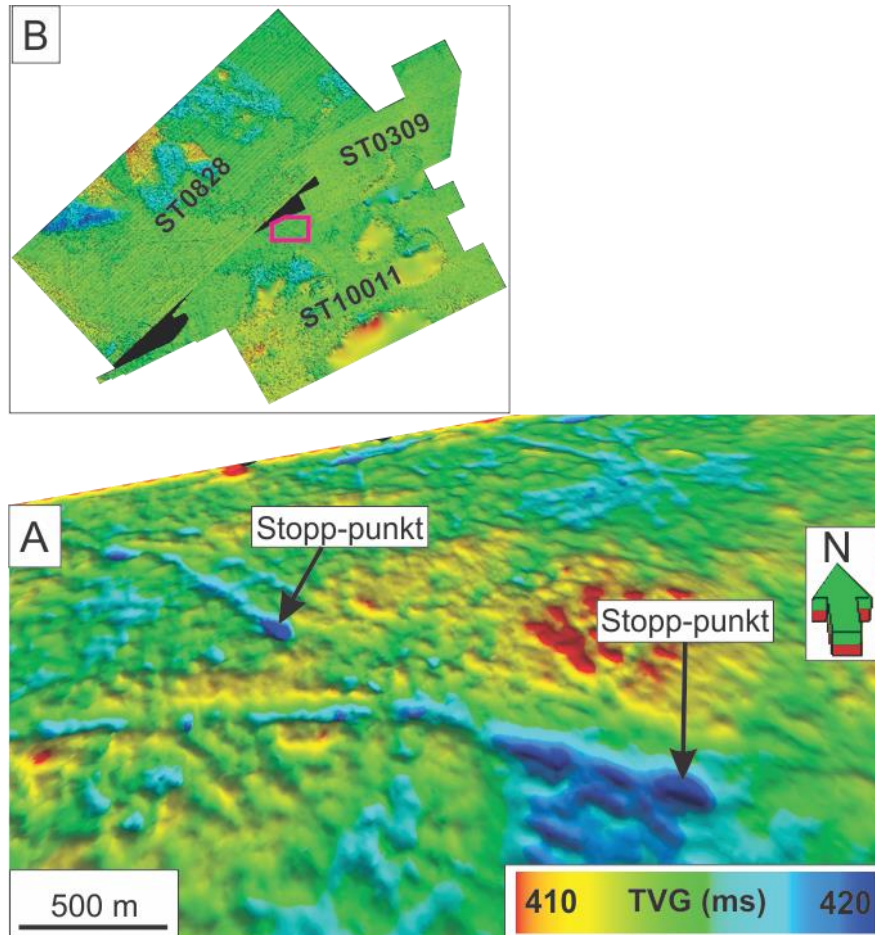 B
ST0828
ST0309
ST10011
A
Stopp-punkt
Stopp-punkt
N
500 m
410 TVG (ms) 420